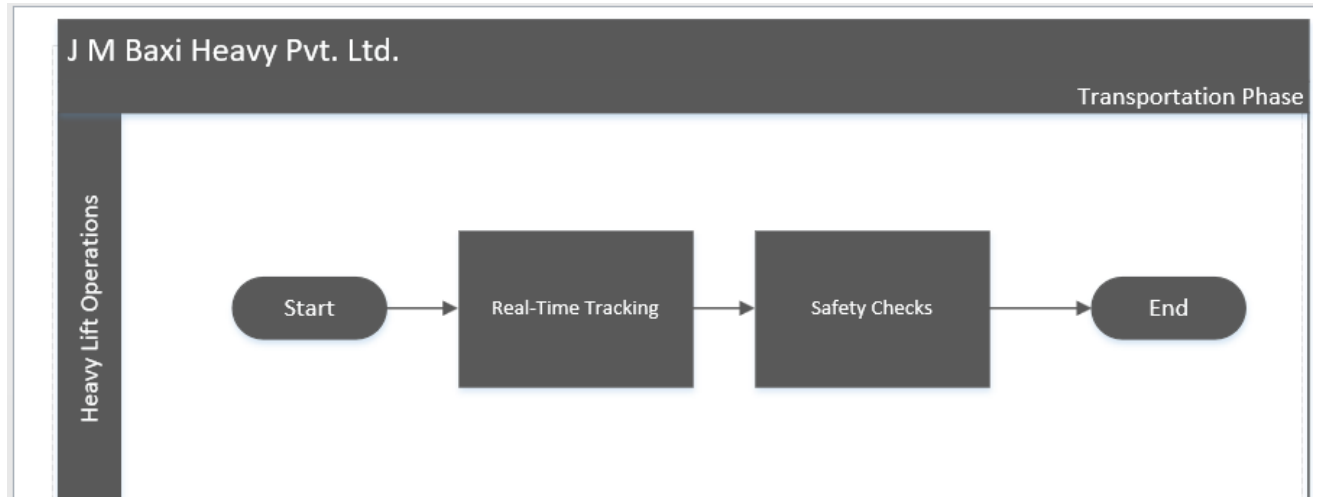 J M Baxi Heavy Pvt. Ltd.
Transportation Phase
Heavy Lift Operations
Start
Real-Time Tracking
Safety Checks
End